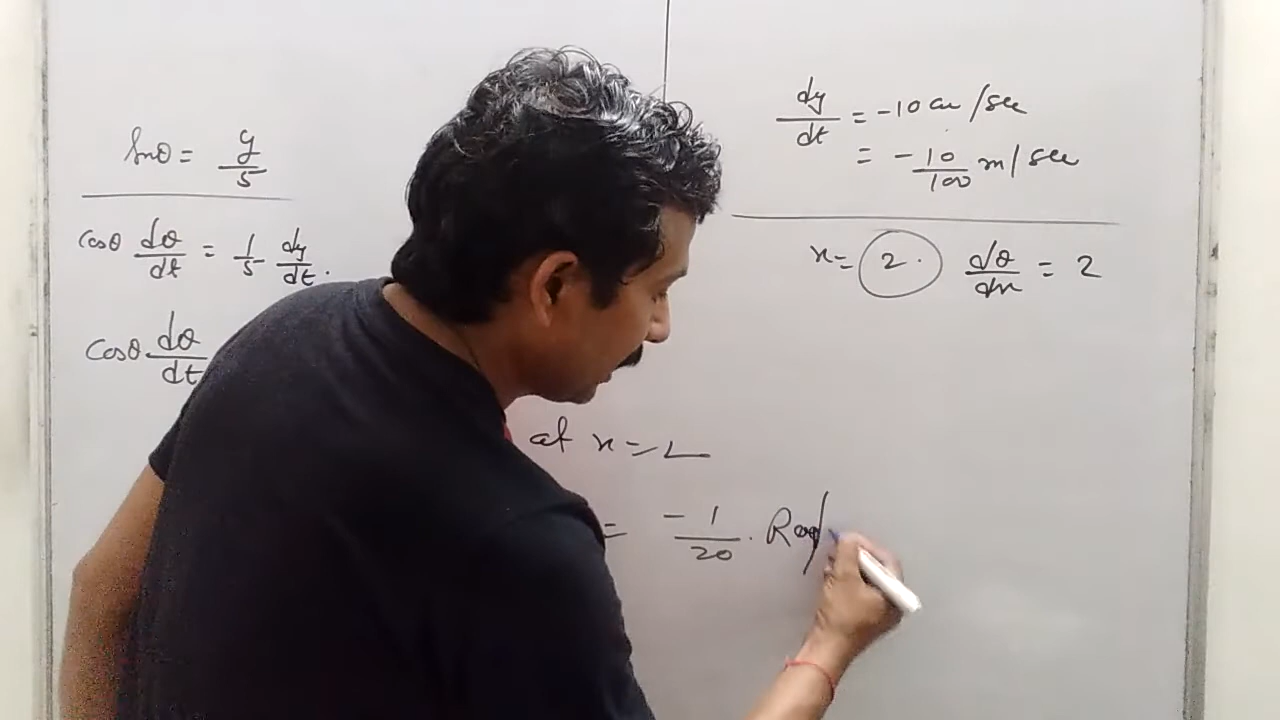 sinθ = y/5
cosθ dθ/dt = 1/5 dy/dt.
cosθ. dθ/dt
dy/dt = -10 cm/sec
= - 10/100 m/sec
x = 2. dθ/dx = 2
at x = 2
= -1/20. Rad/